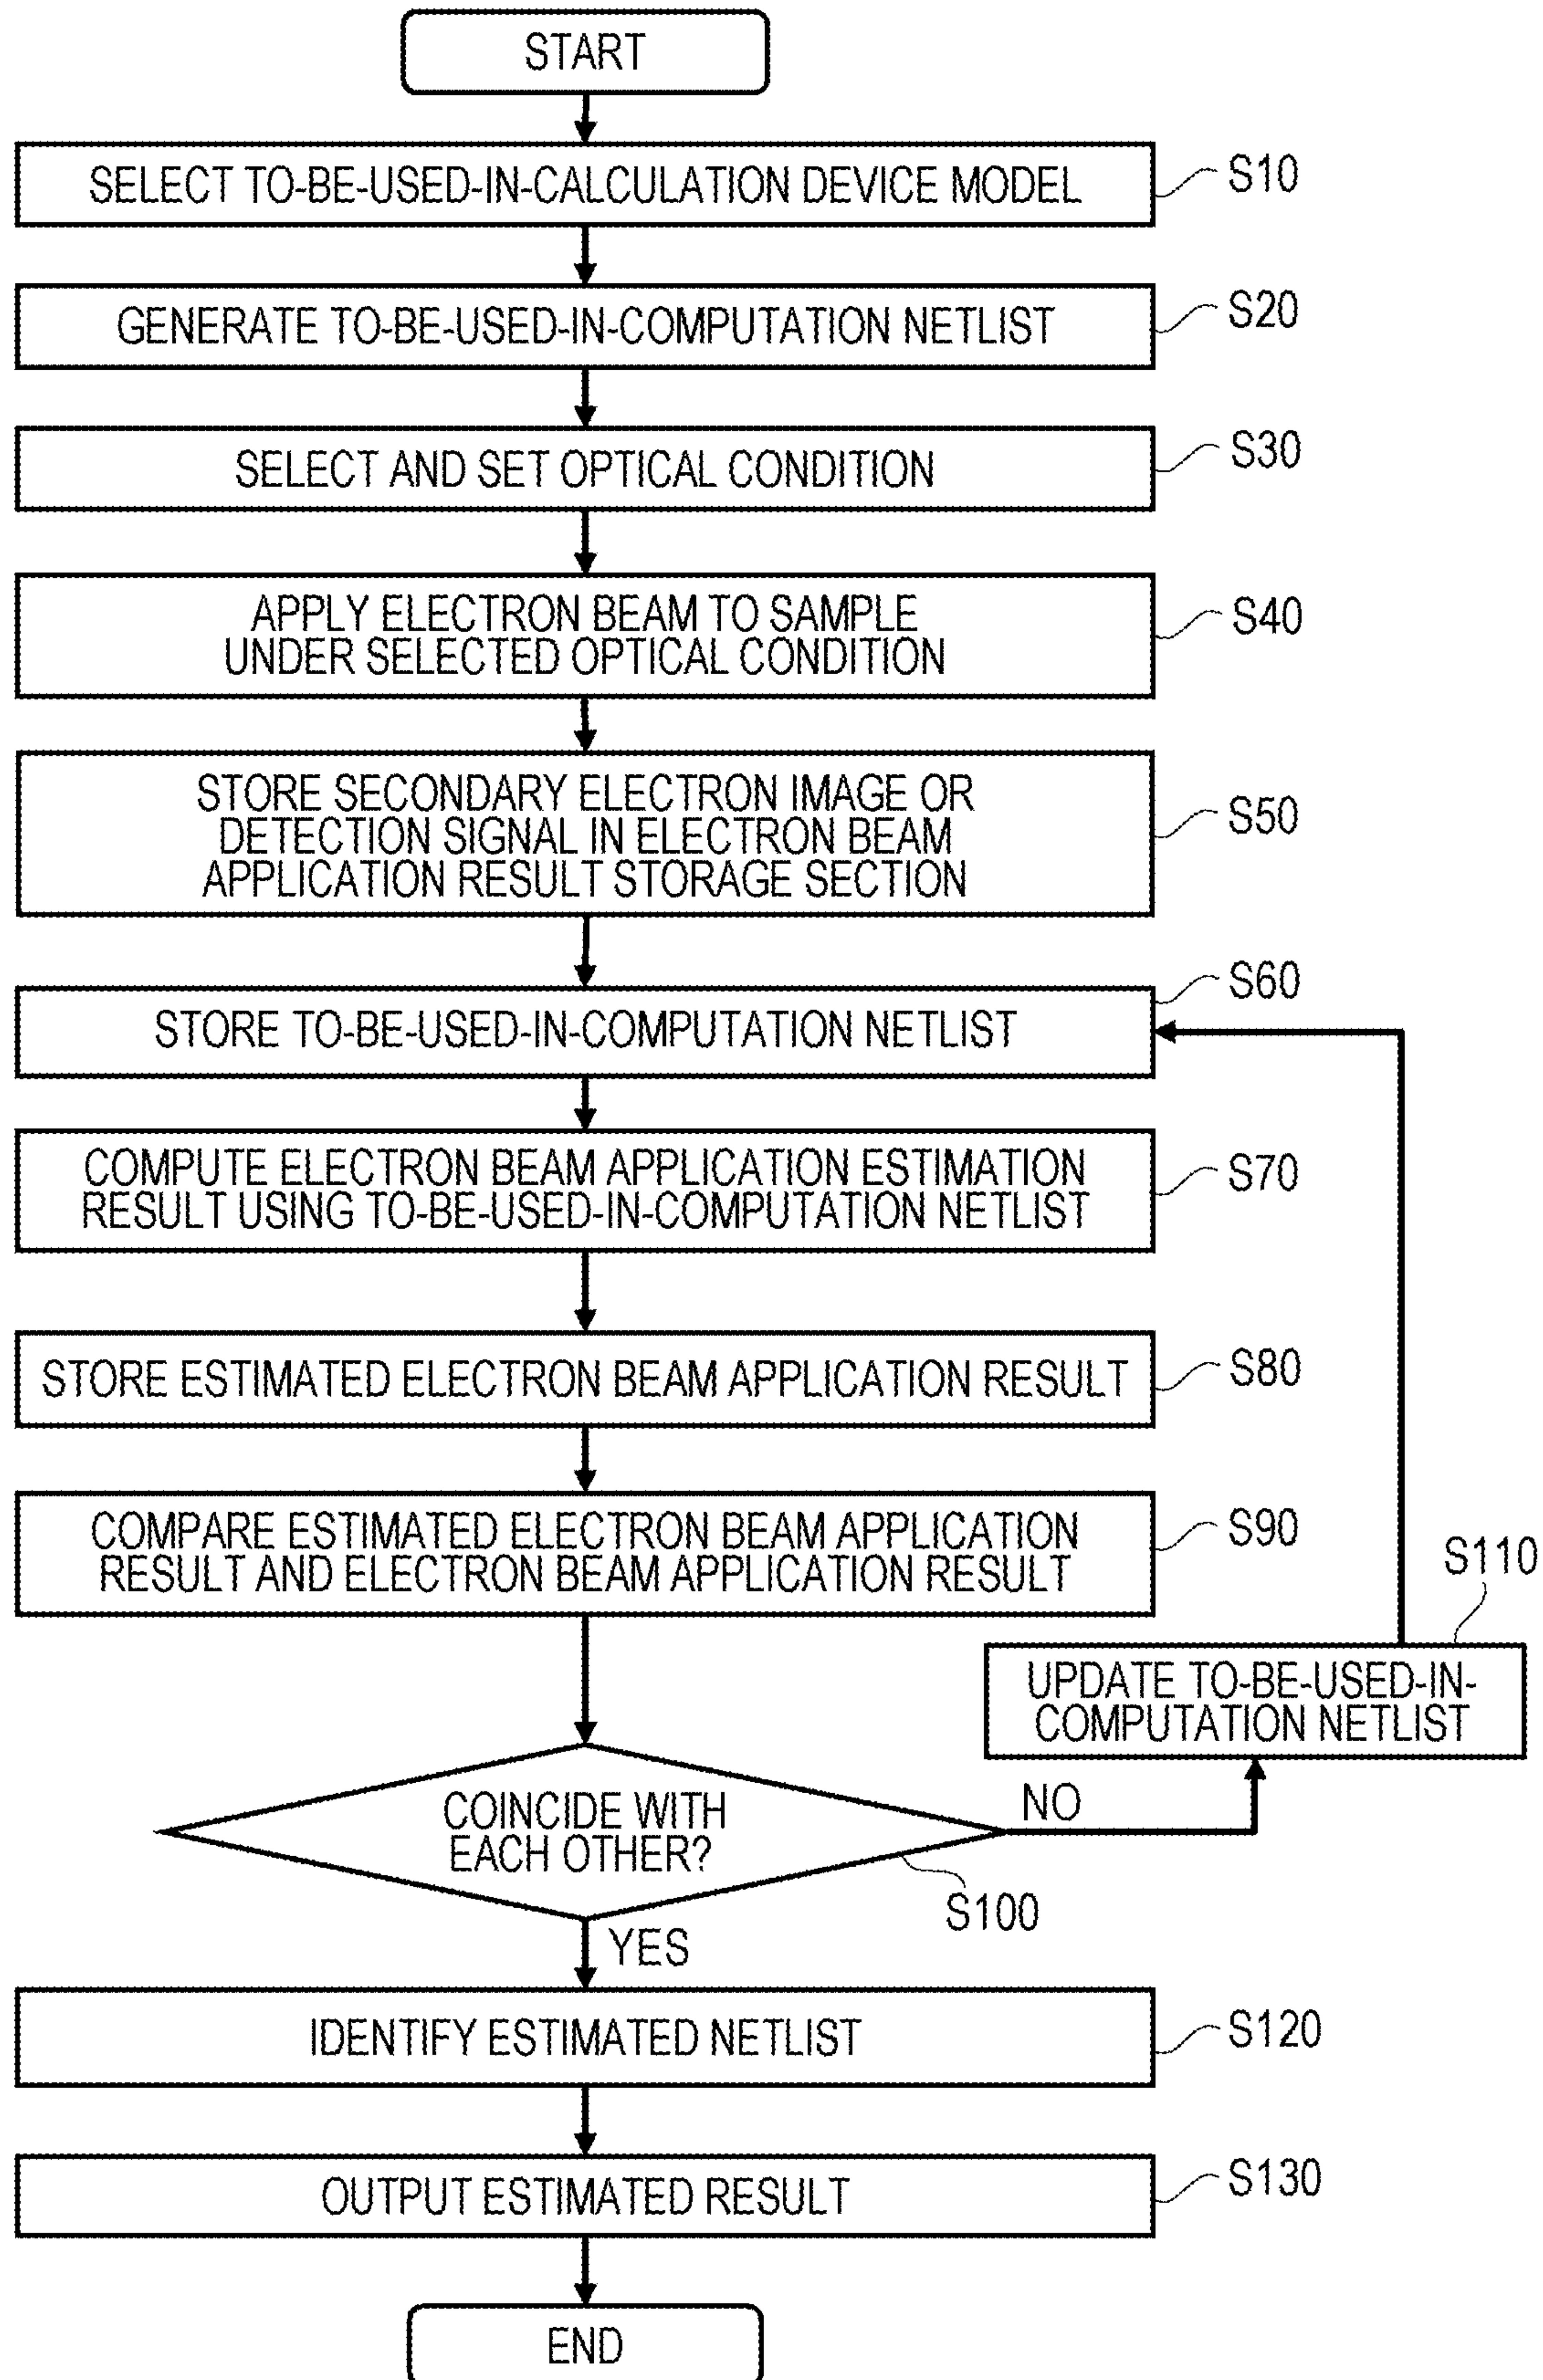 START
SELECT TO-BE-USED-IN-CALCULATION DEVICE MODEL
S10
GENERATE TO-BE-USED-IN-COMPUTATION NETLIST
S20
SELECT AND SET OPTICAL CONDITION
S30
APPLY ELECTRON BEAM TO SAMPLE
UNDER SELECTED OPTICAL CONDITION
S40
STORE SECONDARY ELECTRON IMAGE OR
DETECTION SIGNAL IN ELECTRON BEAM
APPLICATION RESULT STORAGE SECTION
S50
STORE TO-BE-USED-IN-COMPUTATION NETLIST
S60
COMPUTE ELECTRON BEAM APPLICATION ESTIMATION
RESULT USING TO-BE-USED-IN-COMPUTATION NETLIST
S70
STORE ESTIMATED ELECTRON BEAM APPLICATION RESULT
S80
COMPARE ESTIMATED ELECTRON BEAM APPLICATION
RESULT AND ELECTRON BEAM APPLICATION RESULT
S90
S110
UPDATE TO-BE-USED-IN-
COMPUTATION NETLIST
COINCIDE WITH
EACH OTHER?
NO
S100
YES
IDENTIFY ESTIMATED NETLIST
S120
OUTPUT ESTIMATED RESULT
S130
END